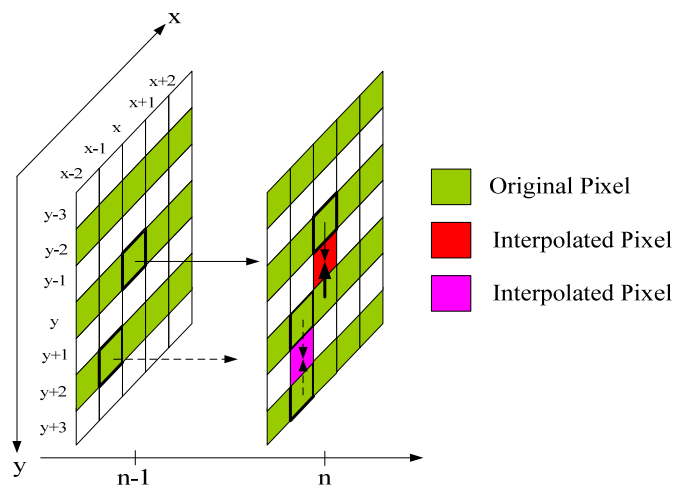 x
x+2
x+1
x
x-1
x-2
y-3
y-2
y-1
y
y+1
y+2
y+3
y
n-1
n
Original Pixel
Interpolated Pixel
Interpolated Pixel